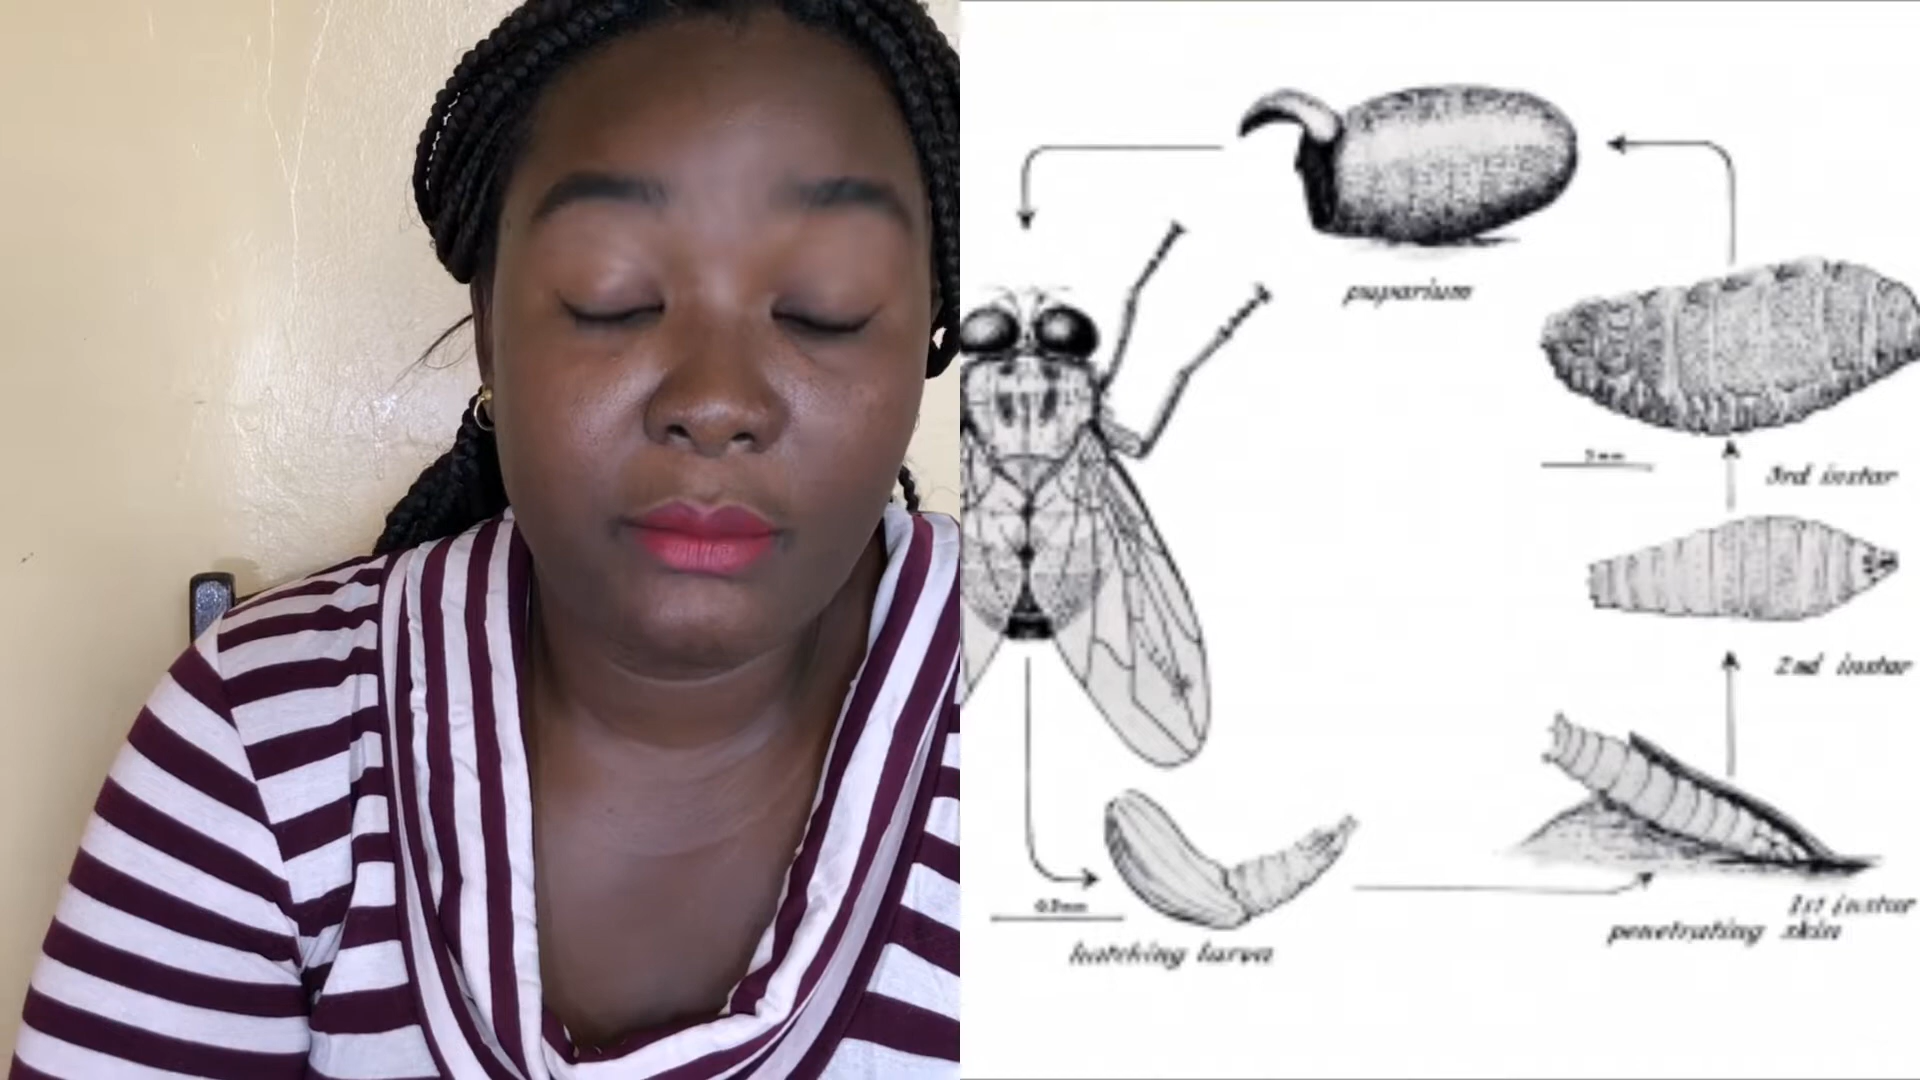 puparium
3rd instar
2nd instar
1st instar
penetrating skin
hatching larva